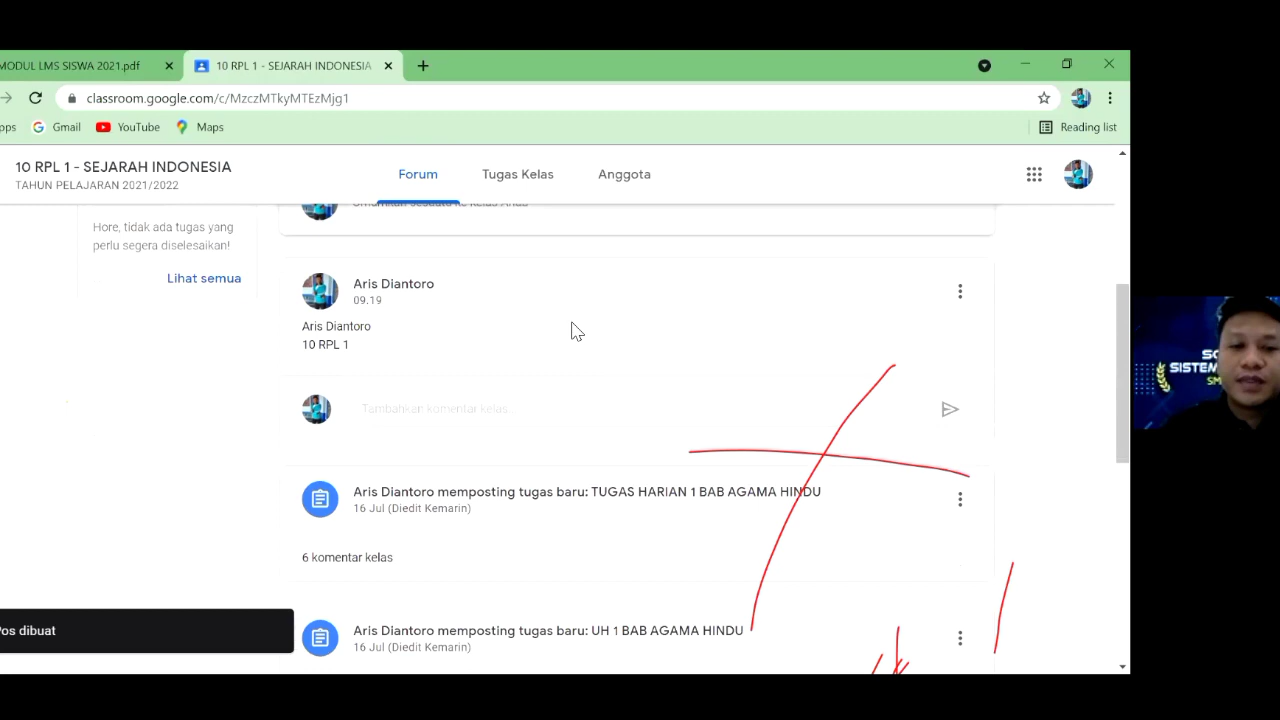 MODUL LMS SISWA 2021.pdf
10 RPL 1 - SEJARAH INDONESIA
classroom.google.com/c/MzczMTkyMTEzMjg1
Gmail
YouTube
Maps
Reading list
10 RPL 1 - SEJARAH INDONESIA
TAHUN PELAJARAN 2021/2022
Forum
Tugas Kelas
Anggota
Hore, tidak ada tugas yang
perlu segera diselesaikan!
Lihat semua
Aris Diantoro
09.19
Aris Diantoro
10 RPL 1
Tambahkan komentar kelas...
Aris Diantoro memposting tugas baru: TUGAS HARIAN 1 BAB AGAMA HINDU
16 Jul (Diedit Kemarin)
6 komentar kelas
Aris Diantoro memposting tugas baru: UH 1 BAB AGAMA HINDU
16 Jul (Diedit Kemarin)
Pos dibuat
SISTEM